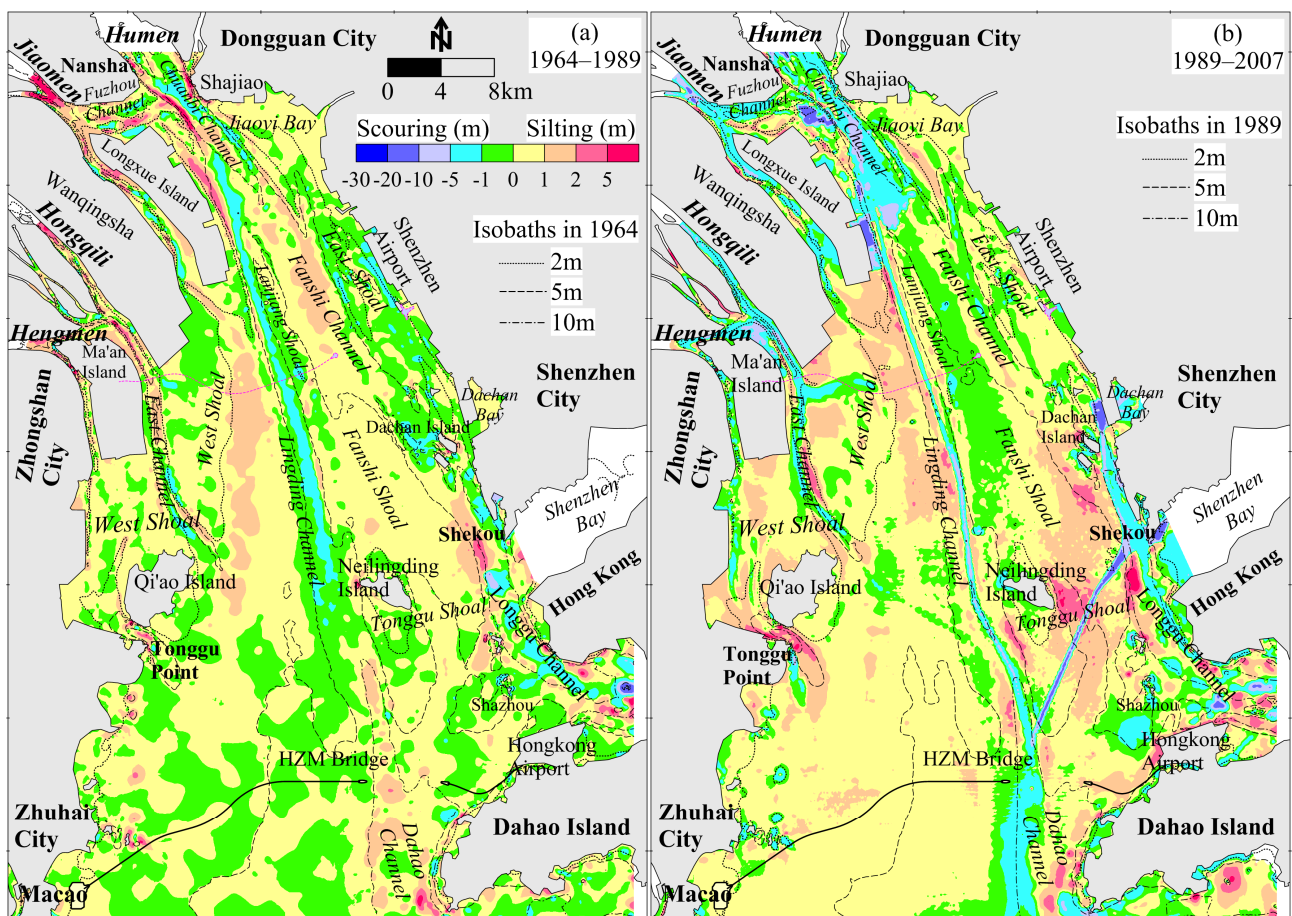 Humen
Dongguan City
(a)
1964–1989
Jiaomen
Nansha
Fuzhou
Channel
Chuanbi Channel
Shajiao
Jiaoyi Bay
0 4 8km
Scouring (m) Silting (m)
-30 -20 -10 -5 -1 0 1 2 5
Longxue Island
Wanqingsha
Hongqili
Isobaths in 1964
2m
5m
10m
Shenzhen
Airport
East Shoal
Fanshi Channel
Lanjiang Shoal
Hengmen
Ma'an
Island
Zhongshan
City
East Channel
West Shoal
Shenzhen
City
Dachan
Bay
Dachan Island
Lingding Channel
Fanshi Shoal
West Shoal
Shekou
Shenzhen
Bay
Qi'ao Island
Neilingding
Island
Tonggu Shoal
Hong Kong
Longgu Channel
Tonggu
Point
Shazhou
HZM Bridge
Hongkong
Airport
Zhuhai
City
Dahao
Channel
Dahao Island
Macao
Humen
Dongguan City
(b)
1989–2007
Jiaomen
Nansha
Fuzhou
Channel
Chuanbi Channel
Shajiao
Jiaoyi Bay
Isobaths in 1989
2m
5m
10m
Longxue Island
Wanqingsha
Hongqili
Shenzhen
Airport
East Shoal
Fanshi Channel
Lanjiang Shoal
Hengmen
Ma'an
Island
Zhongshan
City
East Channel
West Shoal
Shenzhen
City
Dachan
Bay
Dachan
Island
Lingding Channel
Fanshi Shoal
West Shoal
Shekou
Shenzhen
Bay
Qi'ao Island
Neilingding
Island
Tonggu Shoal
Hong Kong
Longgu Channel
Tonggu
Point
Shazhou
HZM Bridge
Hongkong
Airport
Zhuhai
City
Dahao
Channel
Dahao Island
Macao